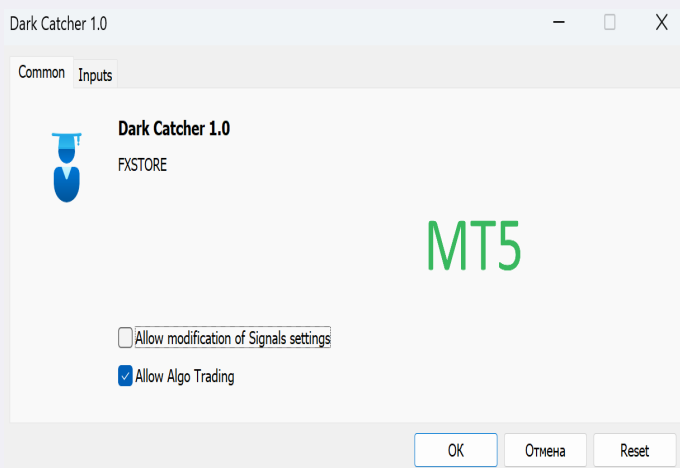 Dark Catcher 1.0
Common Inputs
Dark Catcher 1.0
FXSTORE
MT5
Allow modification of Signals settings
Allow Algo Trading
OK Отмена Reset